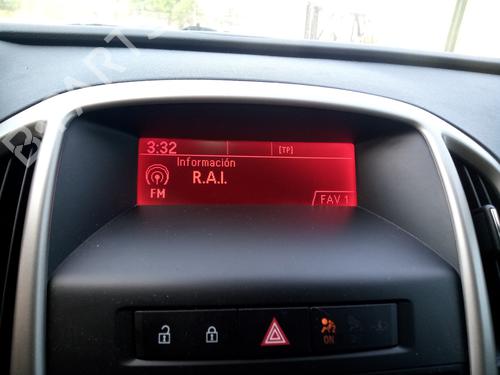 3:32 [TP]
Información
R.A.I.
FM
FAV 1
ON